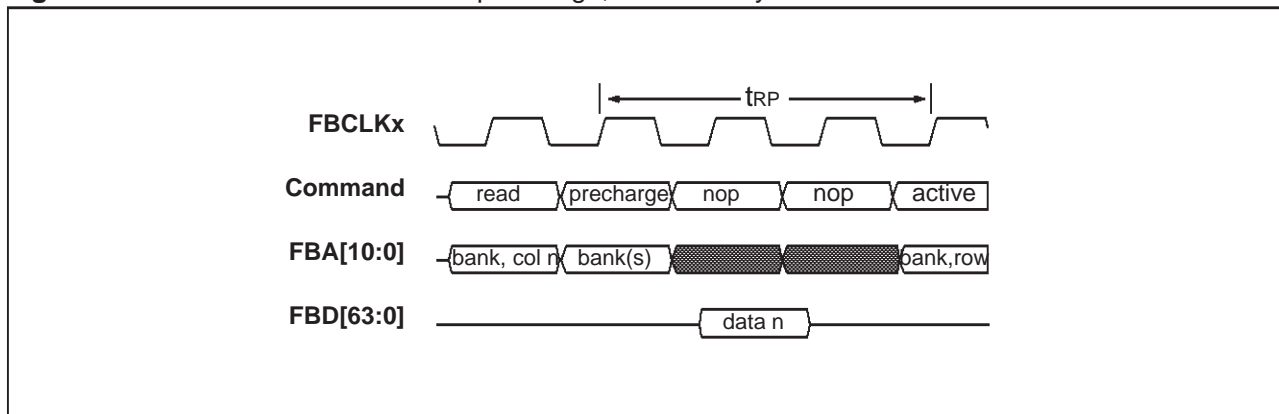 tRP
FBCLKx
Command read precharge nop nop active
FBA[10:0] bank, col n bank(s) bank,row
FBD[63:0] data n